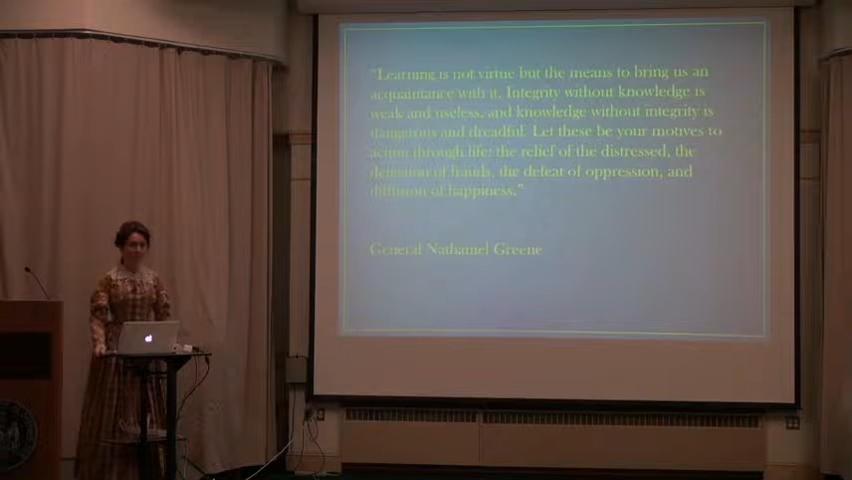 "Learning is not virtue but the means to bring us an
acquaintance with it. Integrity without knowledge is
weak and useless, and knowledge without integrity is
dangerous and dreadful. Let these be your motives to
action through life: the relief of the distressed, the
detention of frauds, the defeat of oppression, and
diffusion of happiness."
General Nathaniel Greene